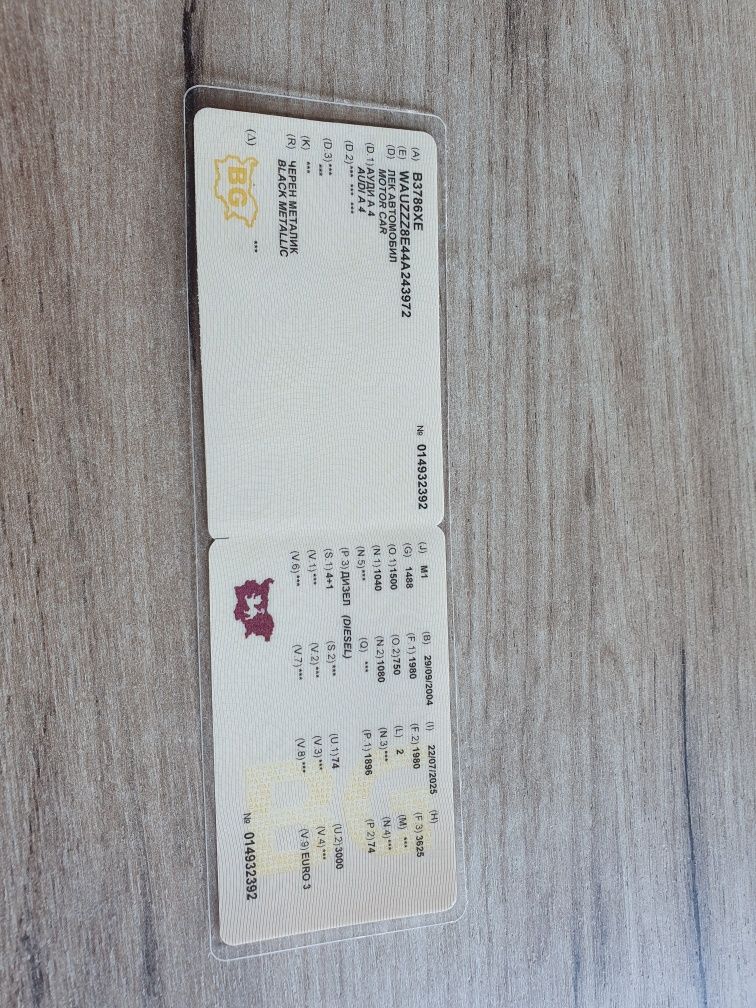 (A) B3786XE
(E) WAUZZZ8E44A243972
(D) ЛЕК АВТОМОБИЛ
MOTOR CAR
(D.1) АУДИ А 4
AUDI A 4
(D.2) *** *** ***
(D.3) ***
***
(K) ***
(R) ЧЕРЕН МЕТАЛИК
BLACK METALLIC
(Δ) ***
BG
№ 014932392
(J) M1 (B) 29/09/2004 (I) 22/07/2025 (H)
(G) 1488 (F.1) 1980 (F.2) 1980 (F.3) 3625
(O.1) 1500 (O.2) 750 (L) 2 (M) ***
(N.1) 1040 (N.2) 1080 (N.3) *** (N.4) ***
(N.5) *** (Q) *** (P.1) 1896 (P.2) 74
(P.3) ДИЗЕЛ (DIESEL)
(S.1) 4+1 (S.2) *** (U.1) 74 (U.2) 3000
(V.1) *** (V.2) *** (V.3) *** (V.4) ***
(V.6) *** (V.7) *** (V.8) *** (V.9) EURO 3
BG
№ 014932392